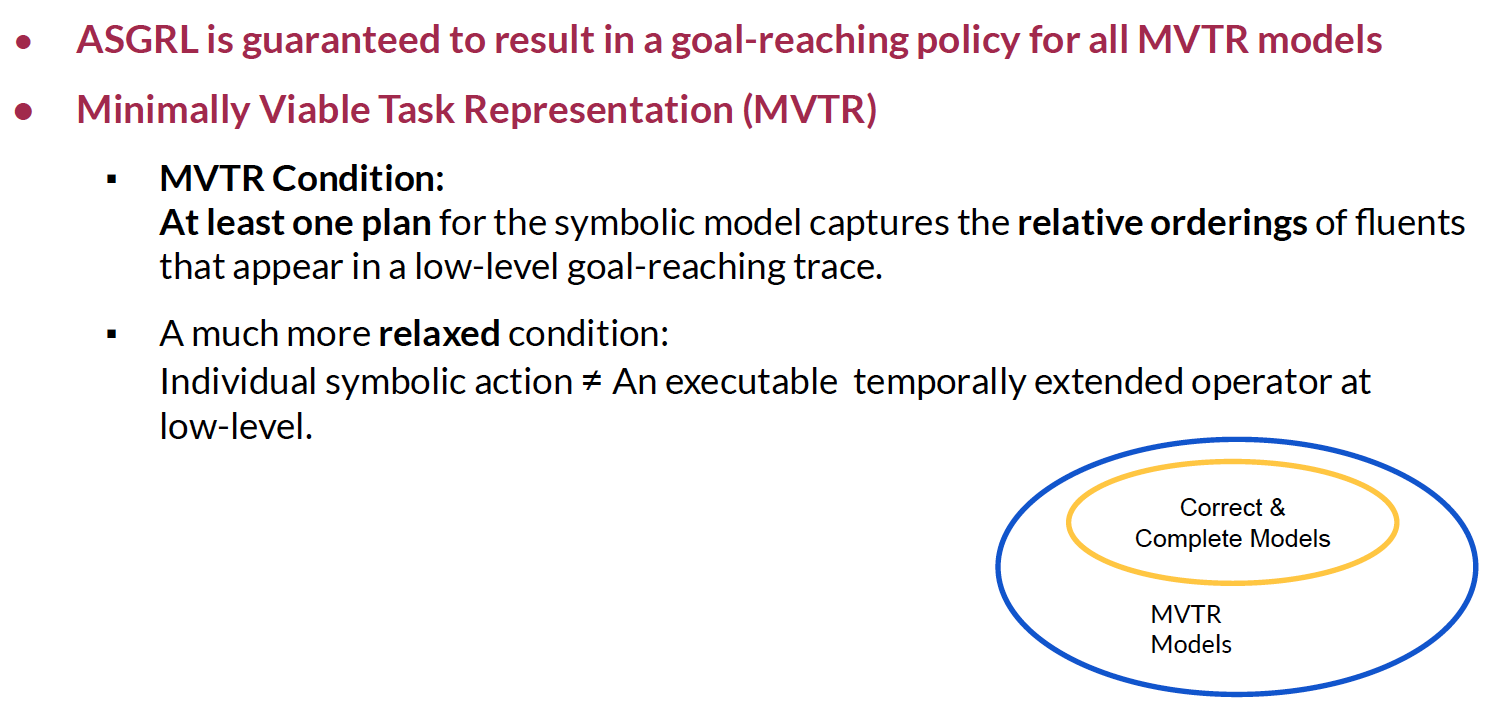 ● ASGRL is guaranteed to result in a goal-reaching policy for all MVTR models
● Minimally Viable Task Representation (MVTR)
▪ MVTR Condition:
At least one plan for the symbolic model captures the relative orderings of fluents
that appear in a low-level goal-reaching trace.
▪ A much more relaxed condition:
Individual symbolic action ≠ An executable temporally extended operator at
low-level.
Correct &
Complete Models
MVTR
Models